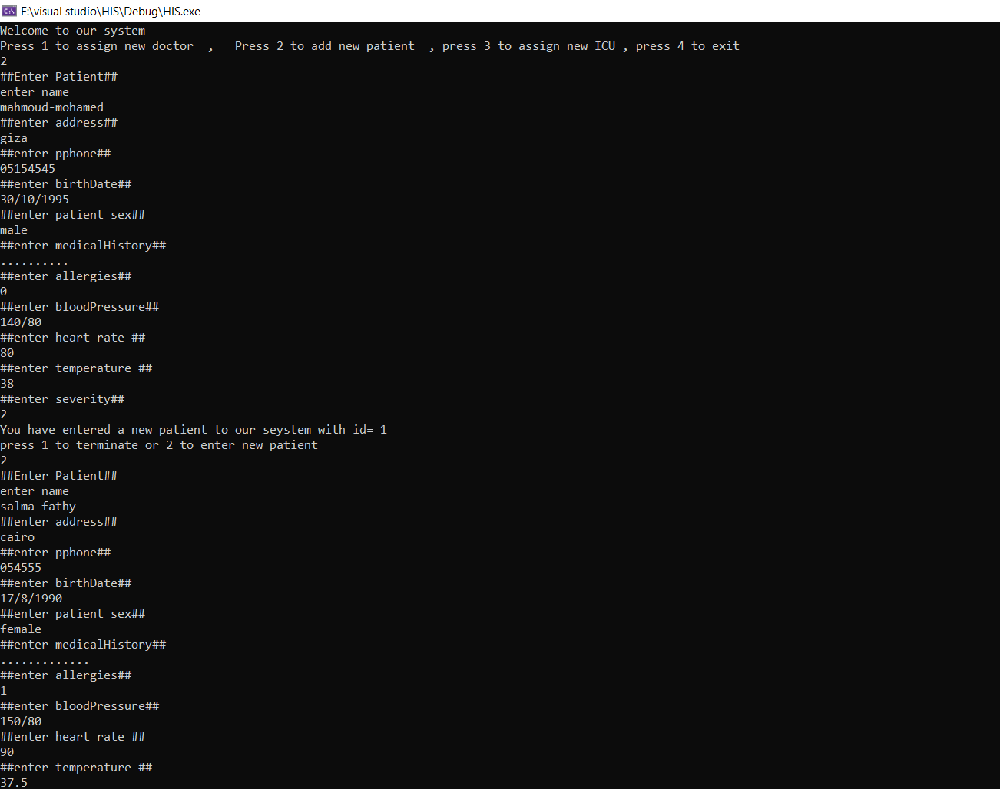 E:\visual studio\HIS\Debug\HIS.exe
Welcome to our system
Press 1 to assign new doctor  ,   Press 2 to add new patient  , press 3 to assign new ICU , press 4 to exit
2
##Enter Patient##
enter name
mahmoud-mohamed
##enter address##
giza
##enter pphone##
05154545
##enter birthDate##
30/10/1995
##enter patient sex##
male
##enter medicalHistory##
..........
##enter allergies##
0
##enter bloodPressure##
140/80
##enter heart rate ##
80
##enter temperature ##
38
##enter severity##
2
You have entered a new patient to our seystem with id= 1
press 1 to terminate or 2 to enter new patient
2
##Enter Patient##
enter name
salma-fathy
##enter address##
cairo
##enter pphone##
054555
##enter birthDate##
17/8/1990
##enter patient sex##
female
##enter medicalHistory##
.............
##enter allergies##
1
##enter bloodPressure##
150/80
##enter heart rate ##
90
##enter temperature ##
37.5